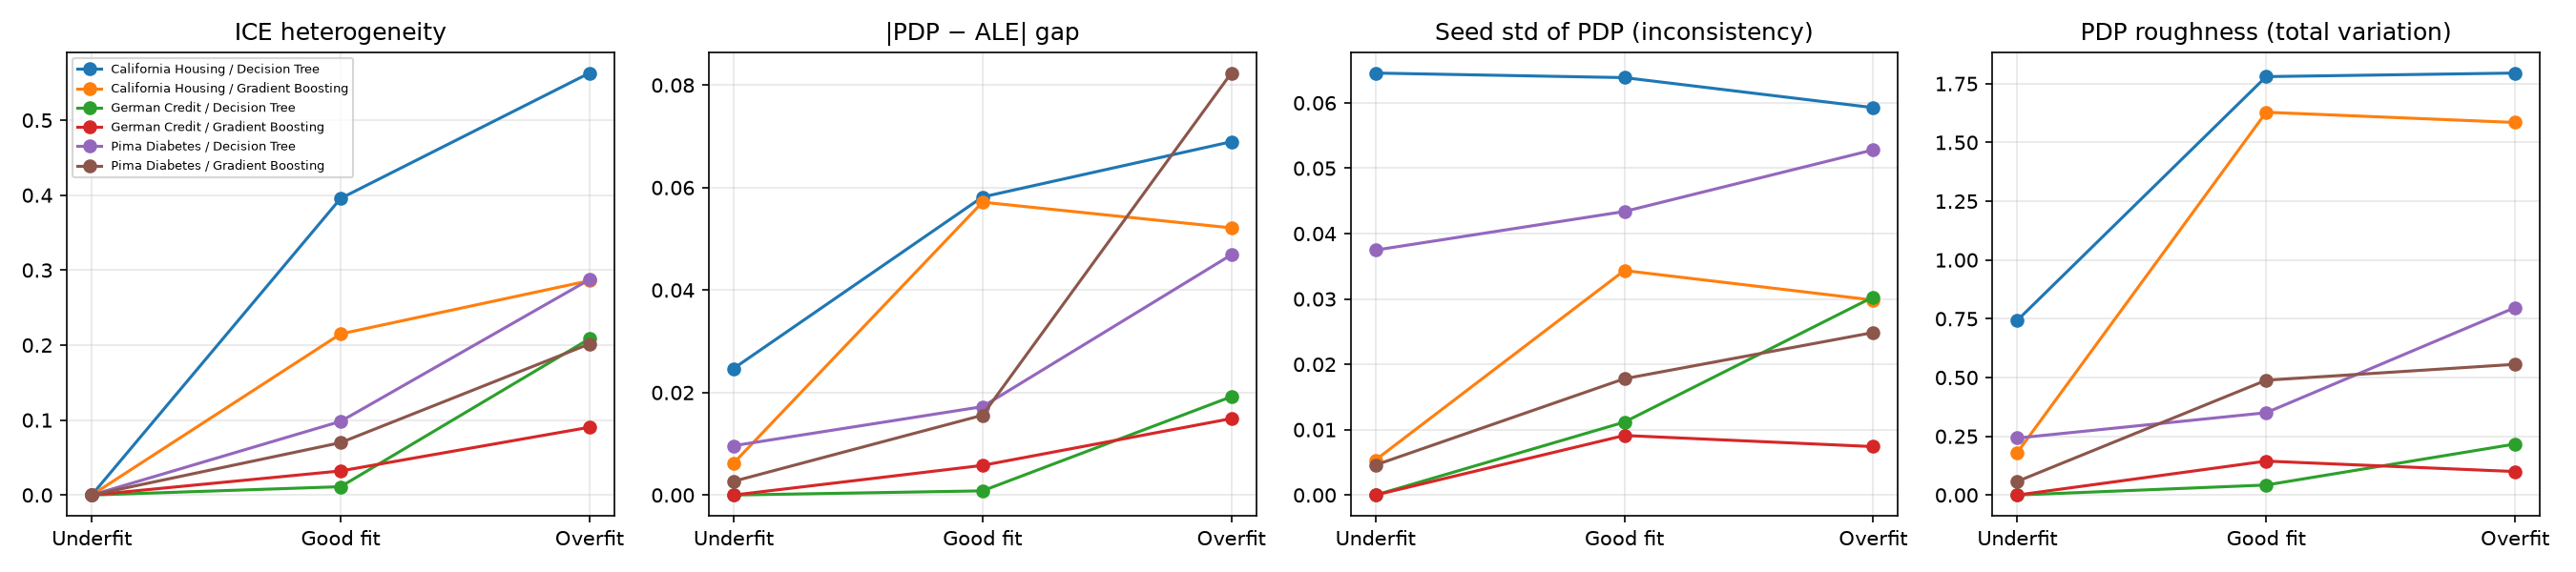 ICE heterogeneity
0.5
0.4
0.3
0.2
0.1
0.0
California Housing / Decision Tree
California Housing / Gradient Boosting
German Credit / Decision Tree
German Credit / Gradient Boosting
Pima Diabetes / Decision Tree
Pima Diabetes / Gradient Boosting
Underfit
Good fit
Overfit
|PDP − ALE| gap
0.08
0.06
0.04
0.02
0.00
Underfit
Good fit
Overfit
Seed std of PDP (inconsistency)
0.06
0.05
0.04
0.03
0.02
0.01
0.00
Underfit
Good fit
Overfit
PDP roughness (total variation)
1.75
1.50
1.25
1.00
0.75
0.50
0.25
0.00
Underfit
Good fit
Overfit